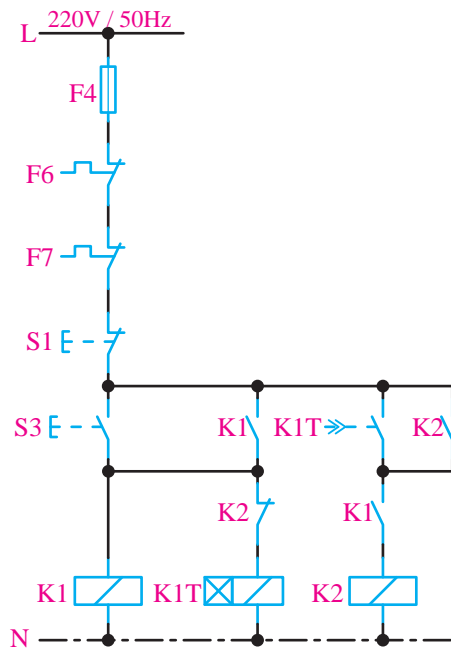 220V / 50Hz
L
F4
F6
F7
S1
S3 K1 K1T K2
K2 K1
K1 K1T K2
N